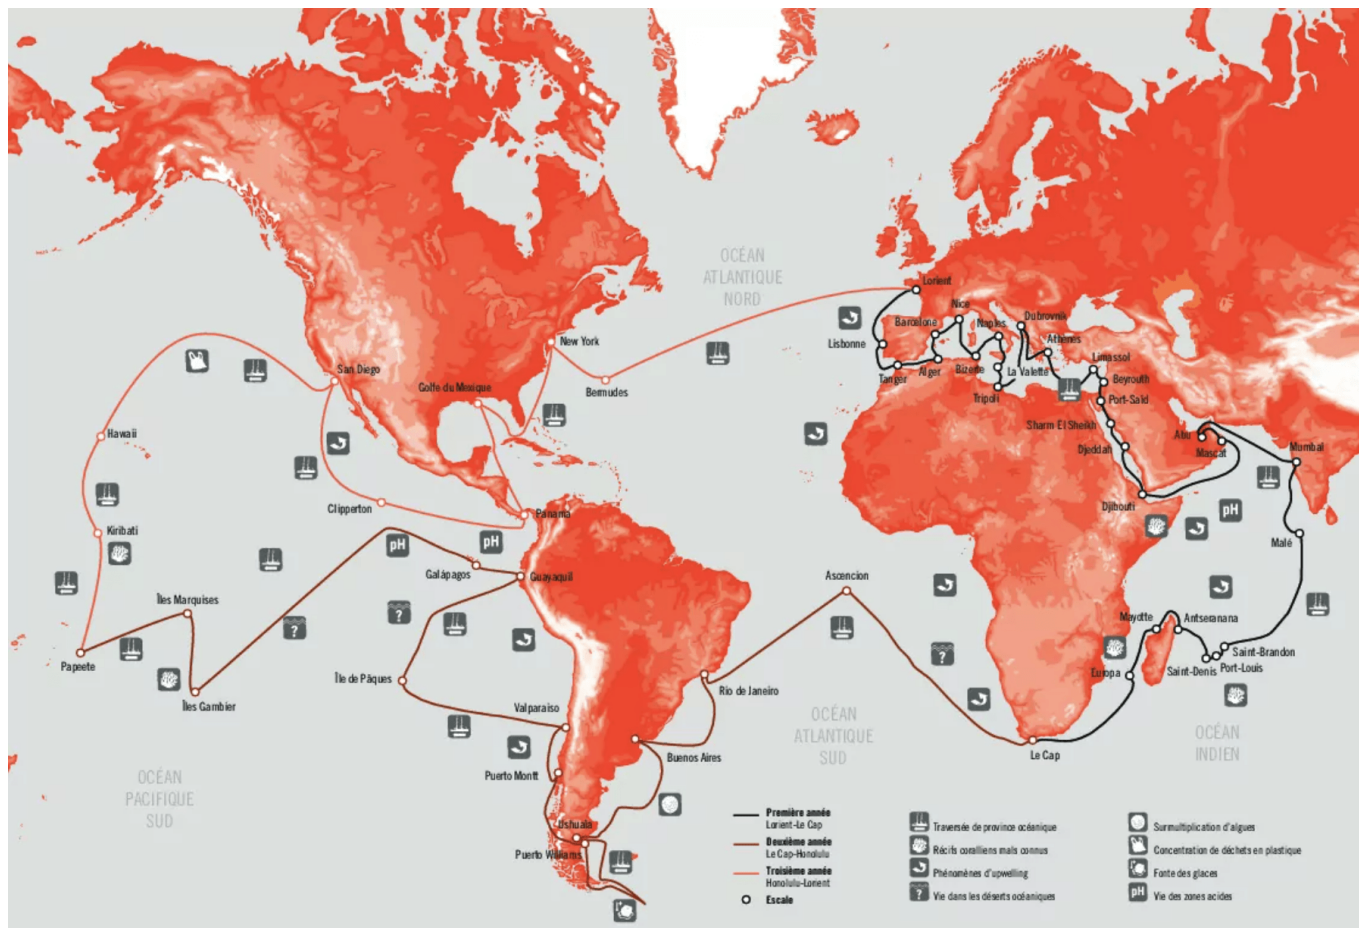 OCÉAN
ATLANTIQUE
NORD
Lorient
Nice
Barcelone
Naples
Dubrovnik
Lisbonne
Athènes
New York
Limassol
San Diego
Tanger
Alger
Bizerte
La Valette
Beyrouth
Golfe du Mexique
Bermudes
Tripoli
Port-Saïd
Sharm El Sheikh
Hawaii
Abu
Mumbai
Djeddah
Mascat
Clipperton
Panama
Djibouti
pH
Kiribati
pH
pH
Malé
Galápagos
Guayaquil
Ascencion
Îles Marquises
?
?
Mayotte
Antseranana
Papeete
?
Saint-Brandon
Saint-Denis
Port-Louis
Île de Pâques
Europa
Rio de Janeiro
Îles Gambier
Valparaiso
OCÉAN
ATLANTIQUE
SUD
OCÉAN
INDIEN
Buenos Aires
Le Cap
Puerto Montt
OCÉAN
PACIFIQUE
SUD
Ushuaia
Puerto Williams
Première année
Lorient-Le Cap
Deuxième année
Le Cap-Honolulu
Troisième année
Honolulu-Lorient
Escale
Traversée de province océanique
Récifs coralliens mals connus
Phénomènes d'upwelling
? Vie dans les déserts océaniques
Surmultiplication d'algues
Concentration de déchets en plastique
Fonte des glaces
pH Vie des zones acides